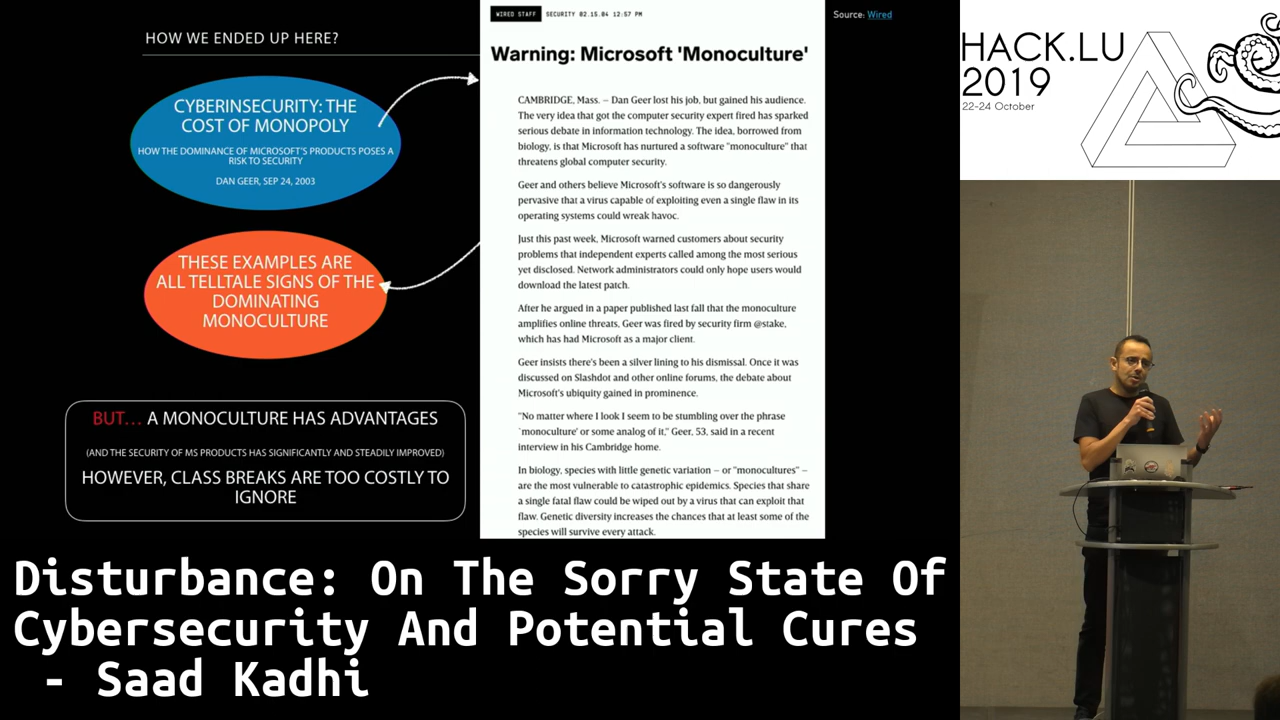 HOW WE ENDED UP HERE?
CYBERINSECURITY: THE
COST OF MONOPOLY
HOW THE DOMINANCE OF MICROSOFT'S PRODUCTS POSES A
RISK TO SECURITY
DAN GEER, SEP 24, 2003
THESE EXAMPLES ARE
ALL TELLTALE SIGNS OF THE
DOMINATING
MONOCULTURE
BUT... A MONOCULTURE HAS ADVANTAGES
(AND THE SECURITY OF MS PRODUCTS HAS SIGNIFICANTLY AND STEADILY IMPROVED)
HOWEVER, CLASS BREAKS ARE TOO COSTLY TO
IGNORE
WIRED STAFF SECURITY 02.15.04 12:57 PM
Warning: Microsoft 'Monoculture'
CAMBRIDGE, Mass. — Dan Geer lost his job, but gained his audience.
The very idea that got the computer security expert fired has sparked
serious debate in information technology. The idea, borrowed from
biology, is that Microsoft has nurtured a software "monoculture" that
threatens global computer security.
Geer and others believe Microsoft's software is so dangerously
pervasive that a virus capable of exploiting even a single flaw in its
operating systems could wreak havoc.
Just this past week, Microsoft warned customers about security
problems that independent experts called among the most serious
yet disclosed. Network administrators could only hope users would
download the latest patch.
After he argued in a paper published last fall that the monoculture
amplifies online threats, Geer was fired by security firm @stake,
which has had Microsoft as a major client.
Geer insists there's been a silver lining to his dismissal. Once it was
discussed on Slashdot and other online forums, the debate about
Microsoft's ubiquity gained in prominence.
"No matter where I look I seem to be stumbling over the phrase
`monoculture' or some analog of it," Geer, 53, said in a recent
interview in his Cambridge home.
In biology, species with little genetic variation — or "monocultures" —
are the most vulnerable to catastrophic epidemics. Species that share
a single fatal flaw could be wiped out by a virus that can exploit that
flaw. Genetic diversity increases the chances that at least some of the
species will survive every attack.
Source: Wired
HACK.LU
2019
22-24 October
Disturbance: On The Sorry State Of
Cybersecurity And Potential Cures
- Saad Kadhi